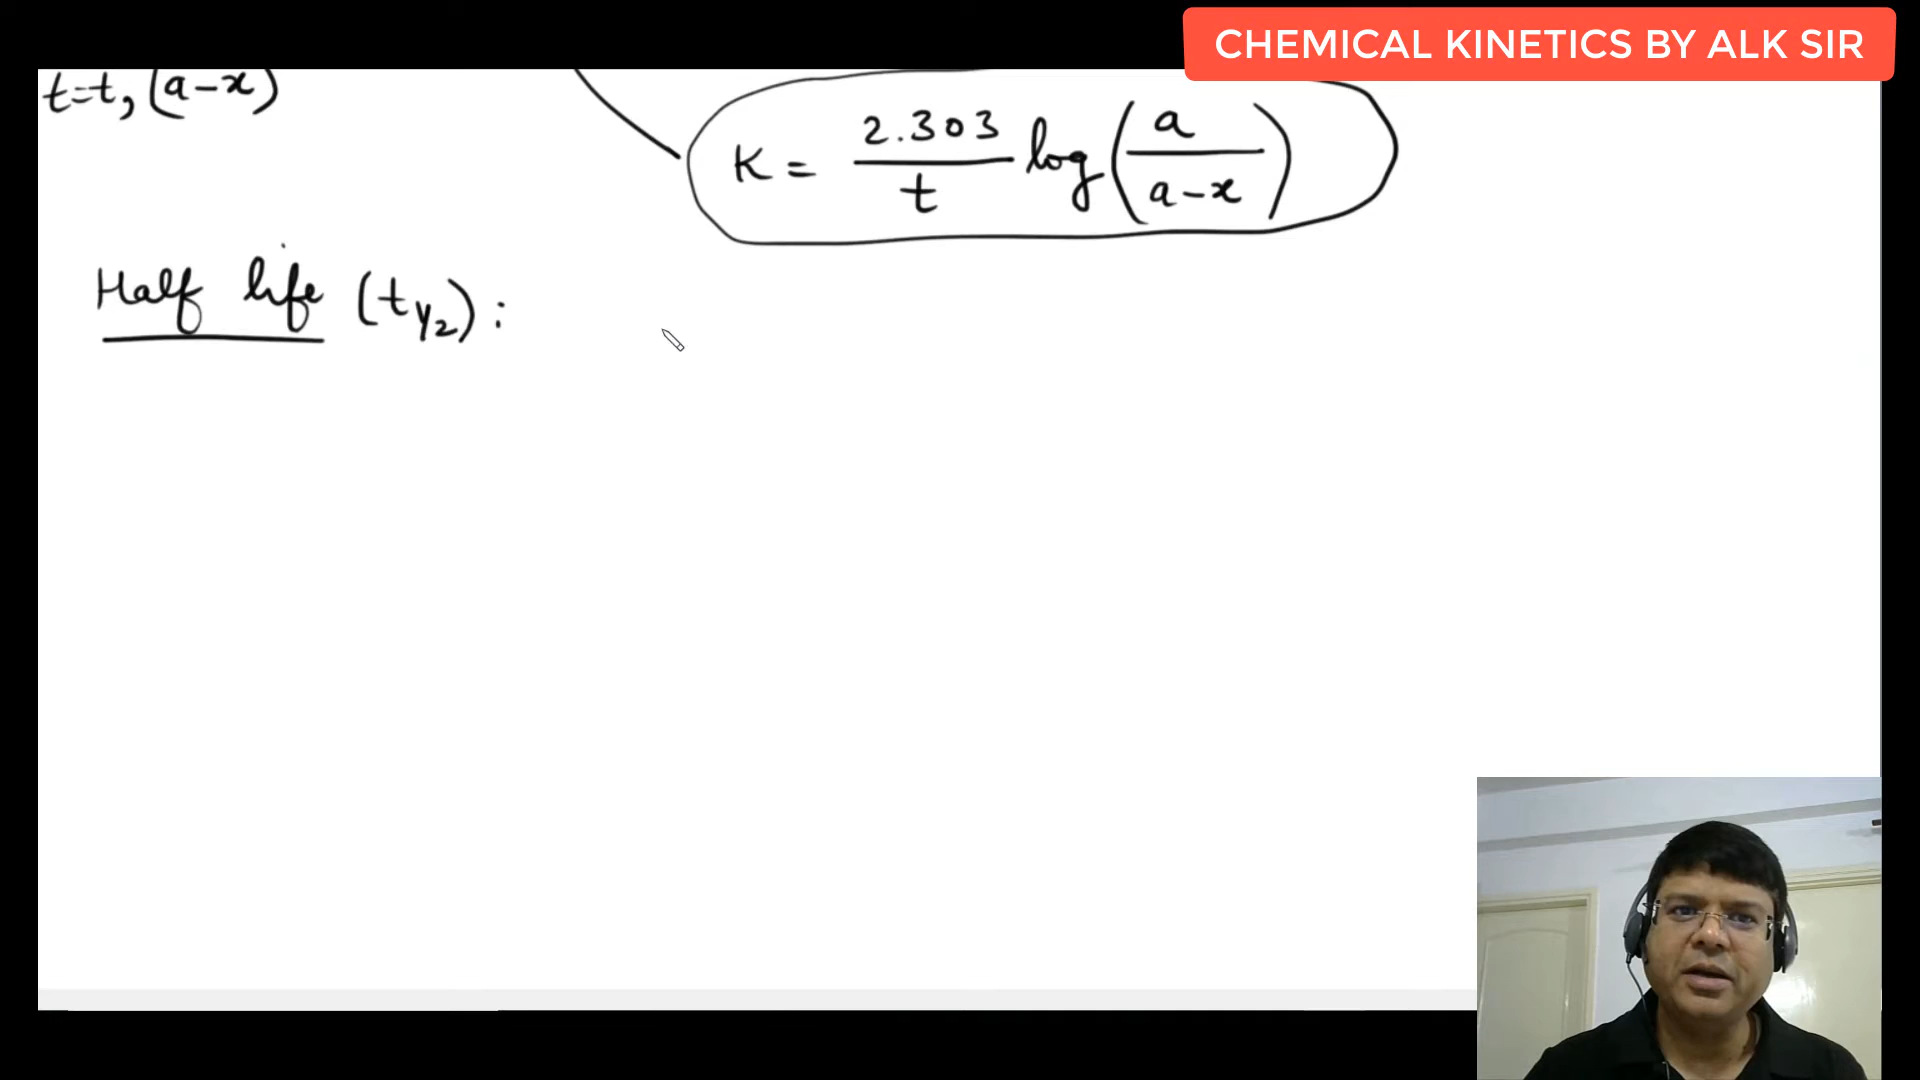 CHEMICAL KINETICS BY ALK SIR
t=t, (a-x)
K = 2.303/t log(a/a-x)
Half life (t1/2) :